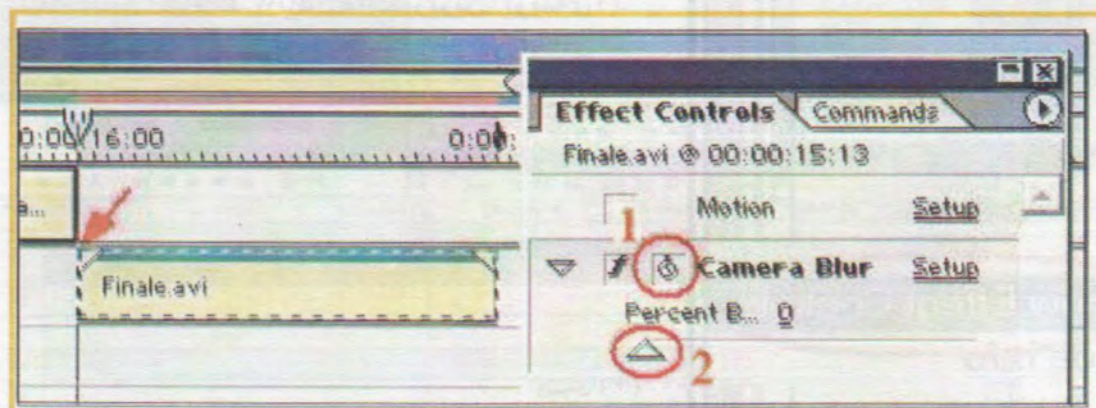 Effect Controls Commands
0:00 16:00 0:00:
Finale.avi @ 00:00:15:13
a...
Motion Setup
1
Camera Blur Setup
Finale.avi
Percent B... 0
2